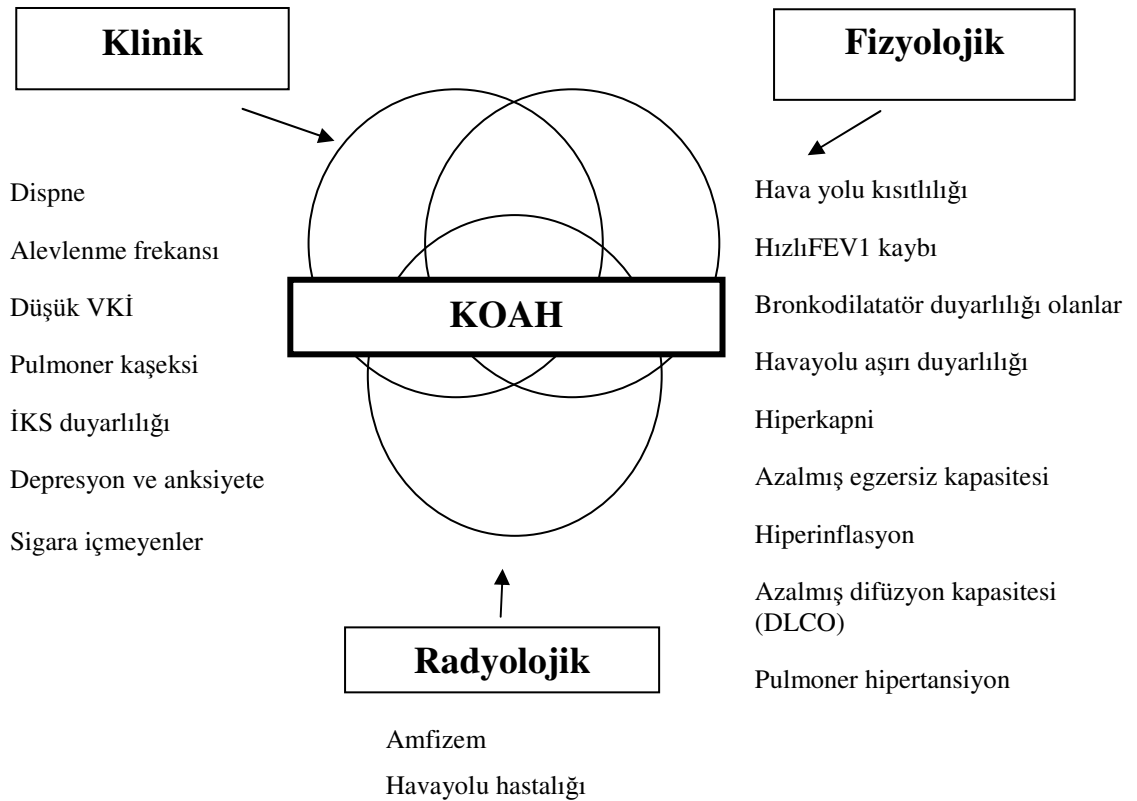 Klinik
Fizyolojik
Dispne
Alevlenme frekansı
Düşük VKİ
Pulmoner kaşeksi
İKS duyarlılığı
Depresyon ve anksiyete
Sigara içmeyenler
KOAH
Hava yolu kısıtlılığı
HızlıFEV1 kaybı
Bronkodilatatör duyarlılığı olanlar
Havayolu aşırı duyarlılığı
Hiperkapni
Azalmış egzersiz kapasitesi
Hiperinflasyon
Azalmış difüzyon kapasitesi
(DLCO)
Pulmoner hipertansiyon
Radyolojik
Amfizem
Havayolu hastalığı